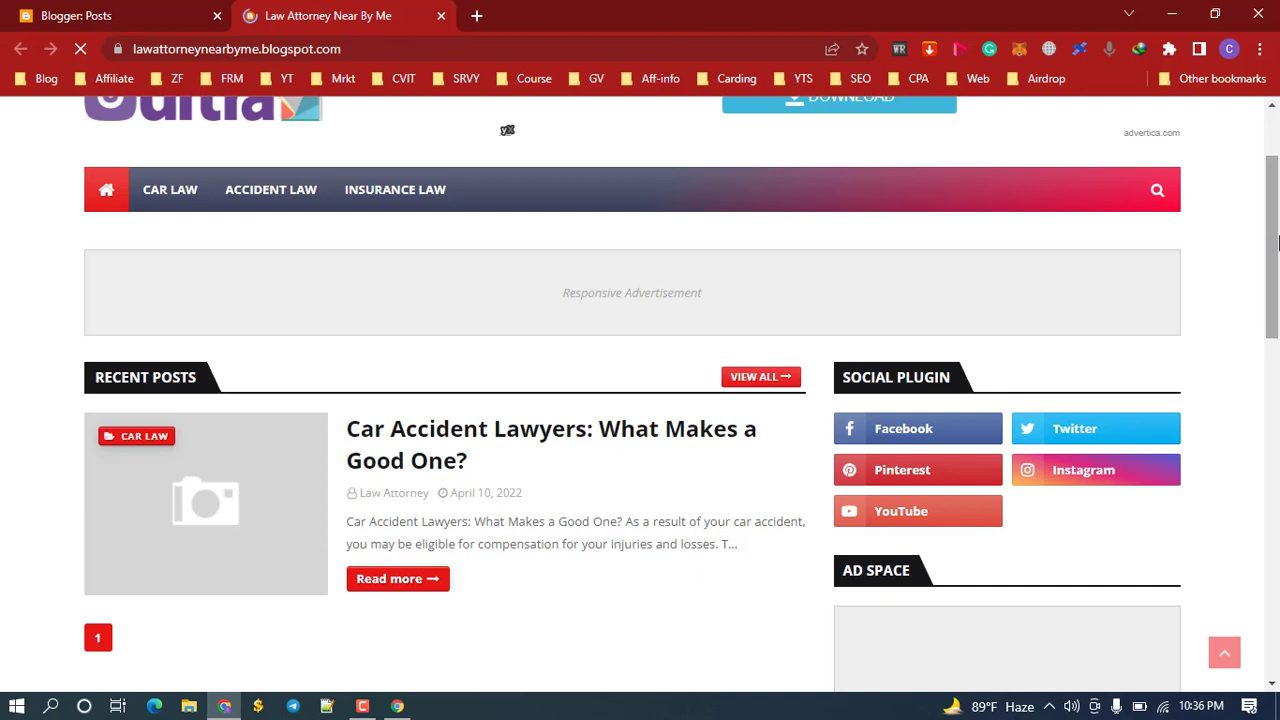 Blogger: Posts
Law Attorney Near By Me
lawattorneynearbyme.blogspot.com
Blog Affiliate ZF FRM YT Mrkt CVIT SRVY Course GV Aff-info Carding YTS SEO CPA Web Airdrop Other bookmarks
DOWNLOAD
advertica.com
CAR LAW ACCIDENT LAW INSURANCE LAW
Responsive Advertisement
RECENT POSTS
VIEW ALL
SOCIAL PLUGIN
CAR LAW
Car Accident Lawyers: What Makes a
Good One?
Law Attorney April 10, 2022
Car Accident Lawyers: What Makes a Good One? As a result of your car accident,
you may be eligible for compensation for your injuries and losses. T...
Read more
1
Facebook Twitter
Pinterest Instagram
YouTube
AD SPACE
89°F Haze
10:36 PM